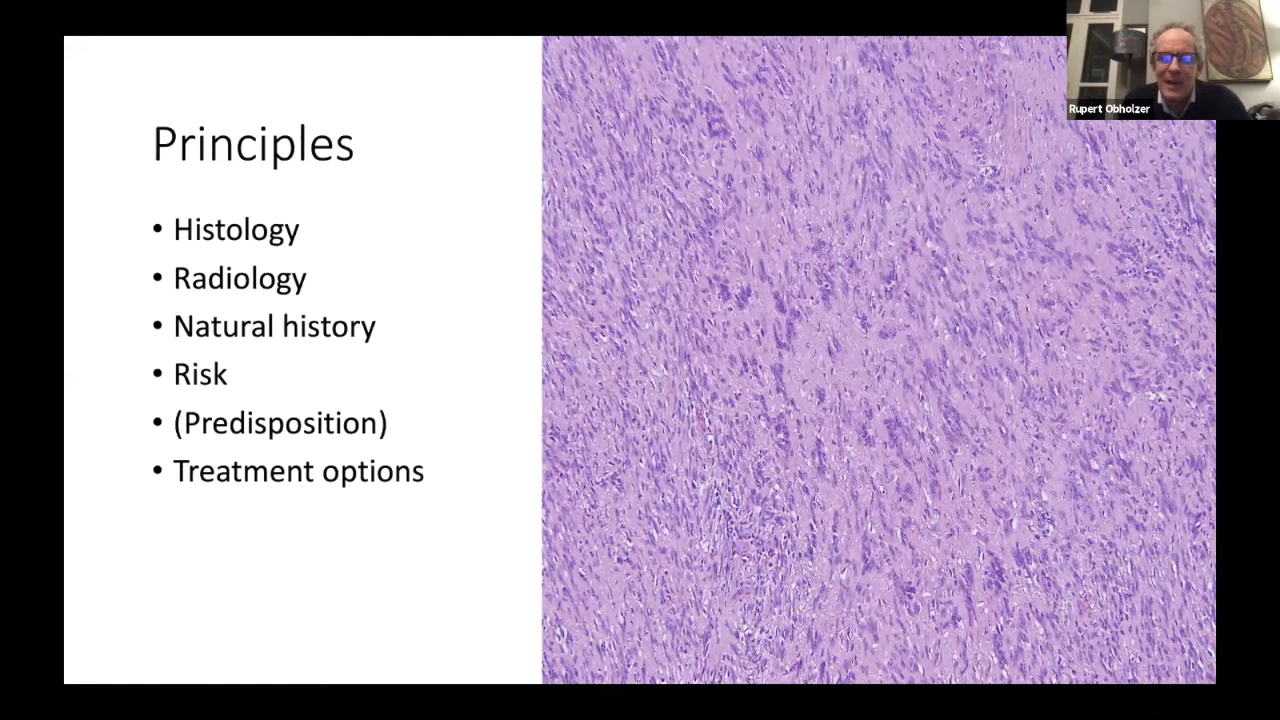 Principles
• Histology
• Radiology
• Natural history
• Risk
• (Predisposition)
• Treatment options
Rupert Obholzer